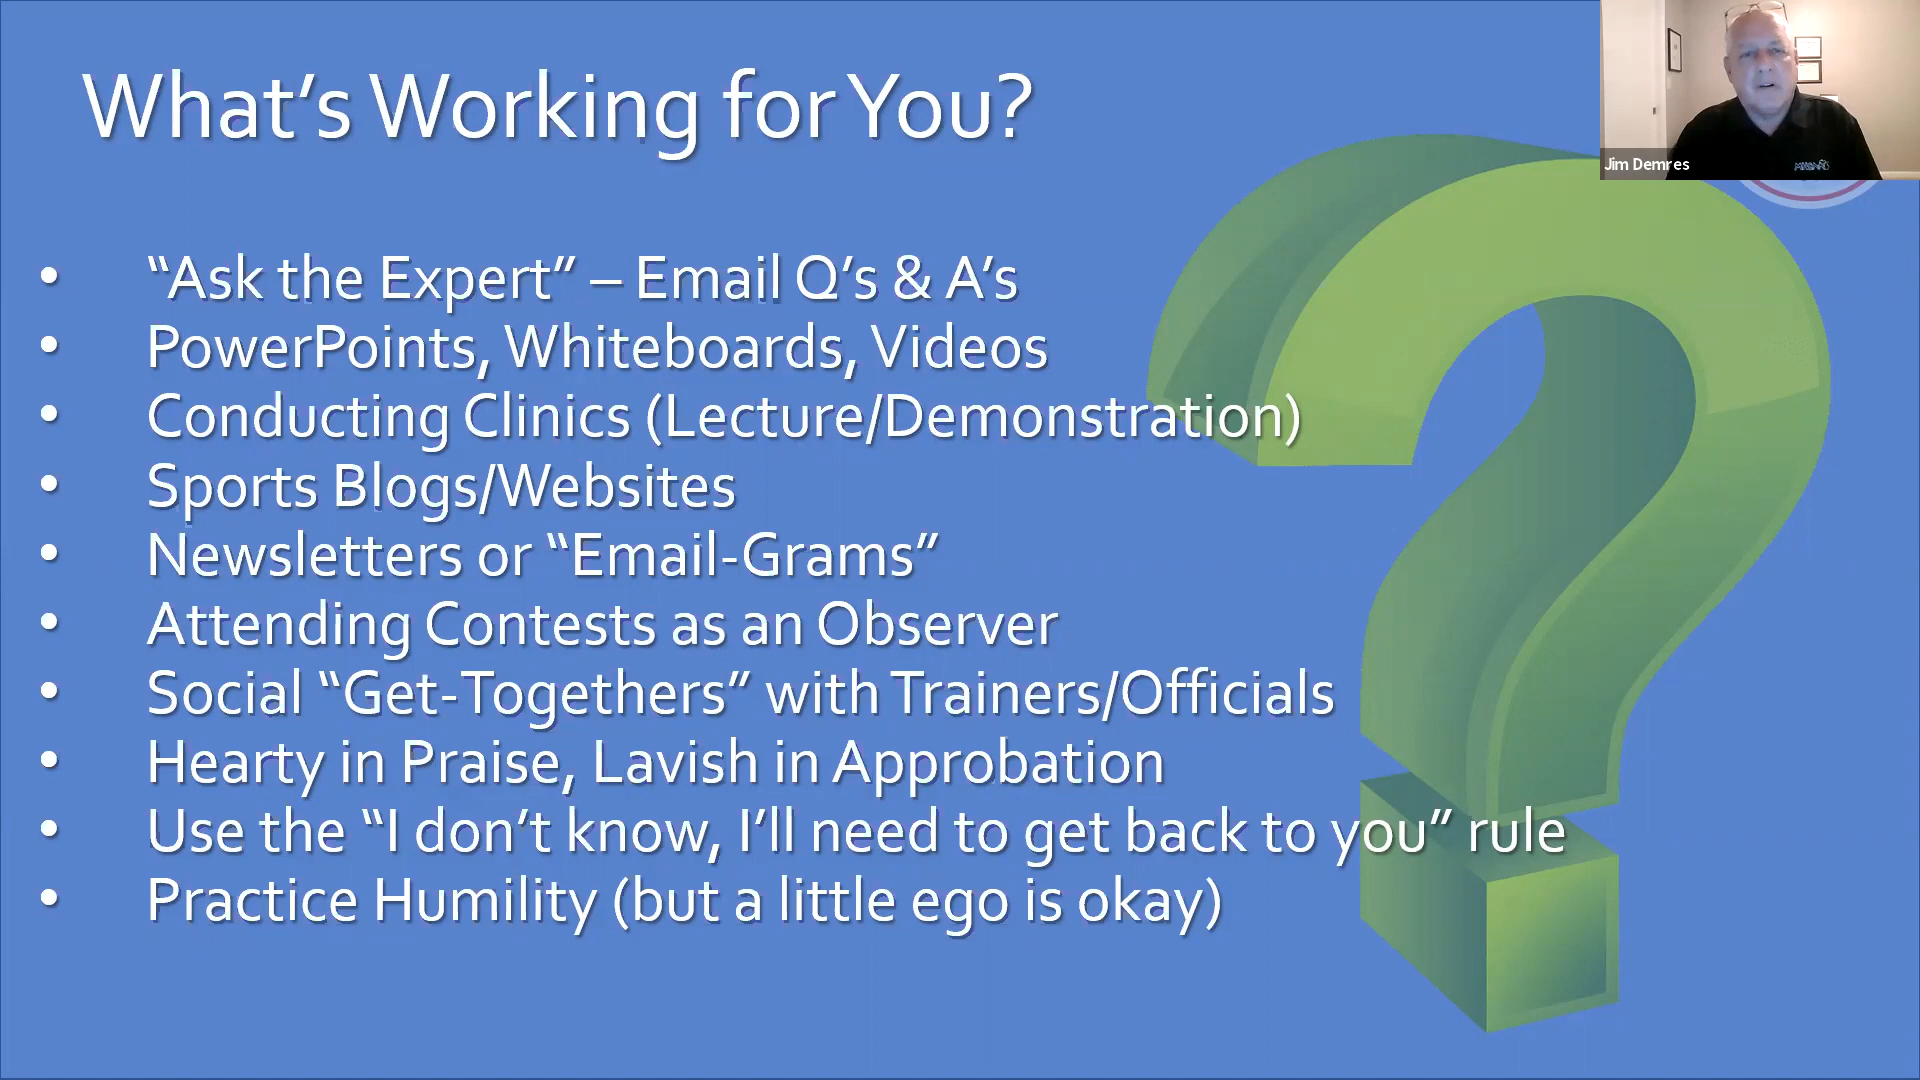 What’s Working for You?
Jim Demres
• “Ask the Expert” – Email Q’s & A’s
• PowerPoints, Whiteboards, Videos
• Conducting Clinics (Lecture/Demonstration)
• Sports Blogs/Websites
• Newsletters or “Email-Grams”
• Attending Contests as an Observer
• Social “Get-Togethers” with Trainers/Officials
• Hearty in Praise, Lavish in Approbation
• Use the “I don’t know, I’ll need to get back to you” rule
• Practice Humility (but a little ego is okay)